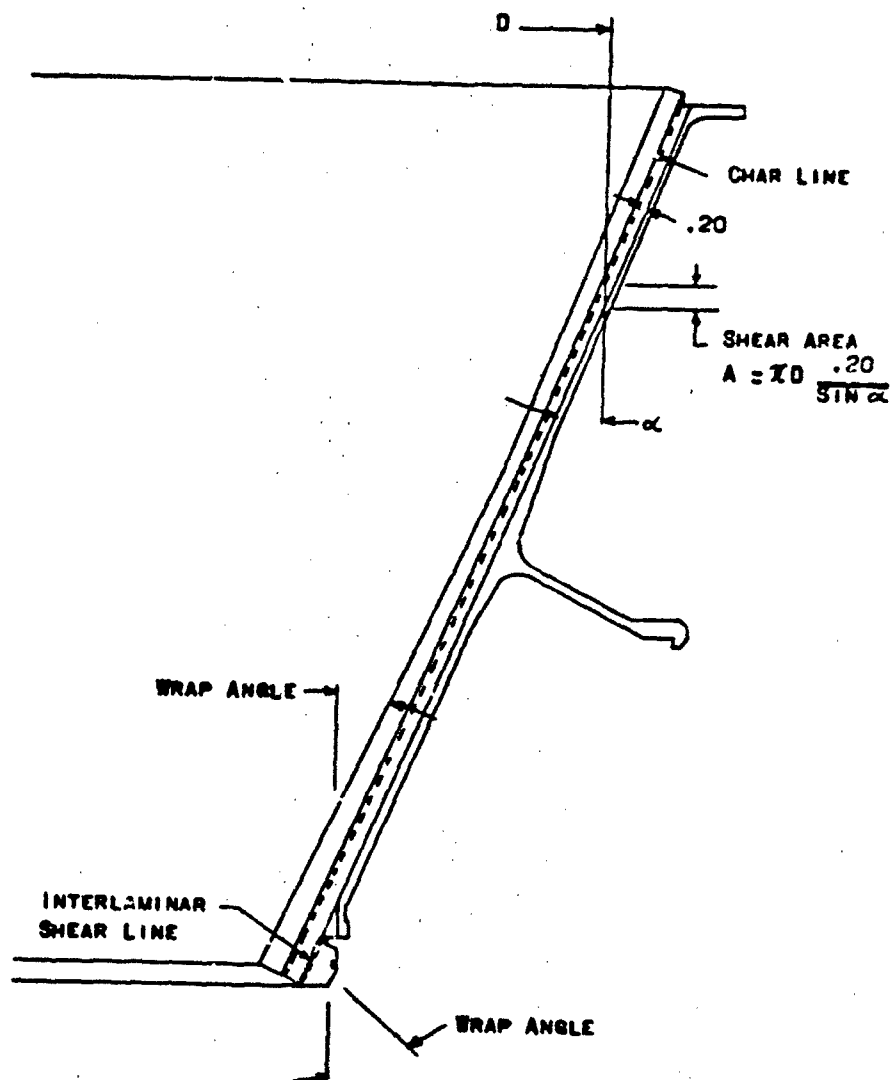 D
CHAR LINE
.20
SHEAR AREA
A = πD .20 / SIN α
α
WRAP ANGLE
INTERLAMINAR
SHEAR LINE
WRAP ANGLE